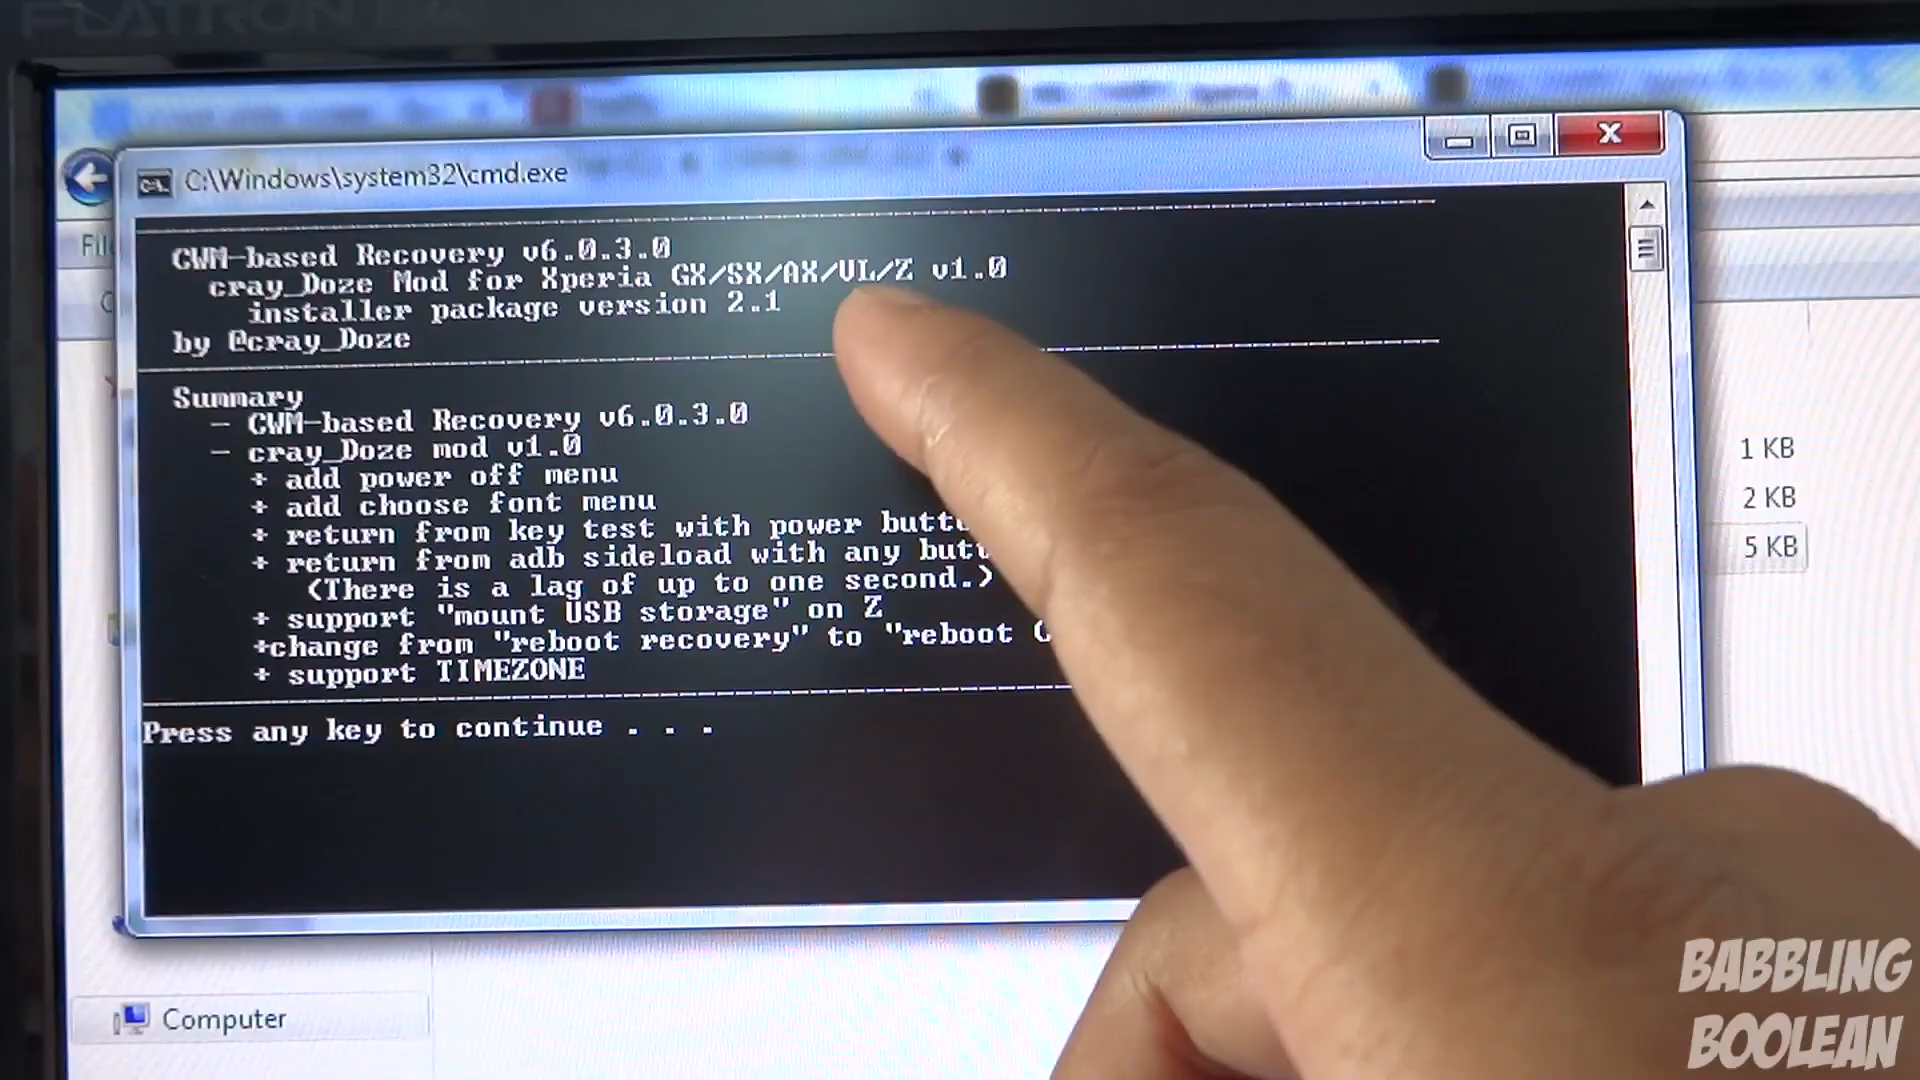 FLATRON
C:\Windows\system32\cmd.exe
File
CWM-based Recovery v6.0.3.0
cray_Doze Mod for Xperia GX/SX/AX/VL/Z v1.0
installer package version 2.1
by @cray_Doze
Summary
- CWM-based Recovery v6.0.3.0
- cray_Doze mod v1.0
+ add power off menu
+ add choose font menu
+ return from key test with power butt
+ return from adb sideload with any butt
(There is a lag of up to one second.)
+ support "mount USB storage" on Z
+change from "reboot recovery" to "reboot
+ support TIMEZONE
Press any key to continue . . .
1 KB
2 KB
5 KB
Computer
BABBLING
BOOLEAN